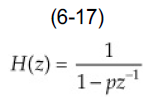 (6-17)
H(z) = 1 / (1 − pz⁻¹)